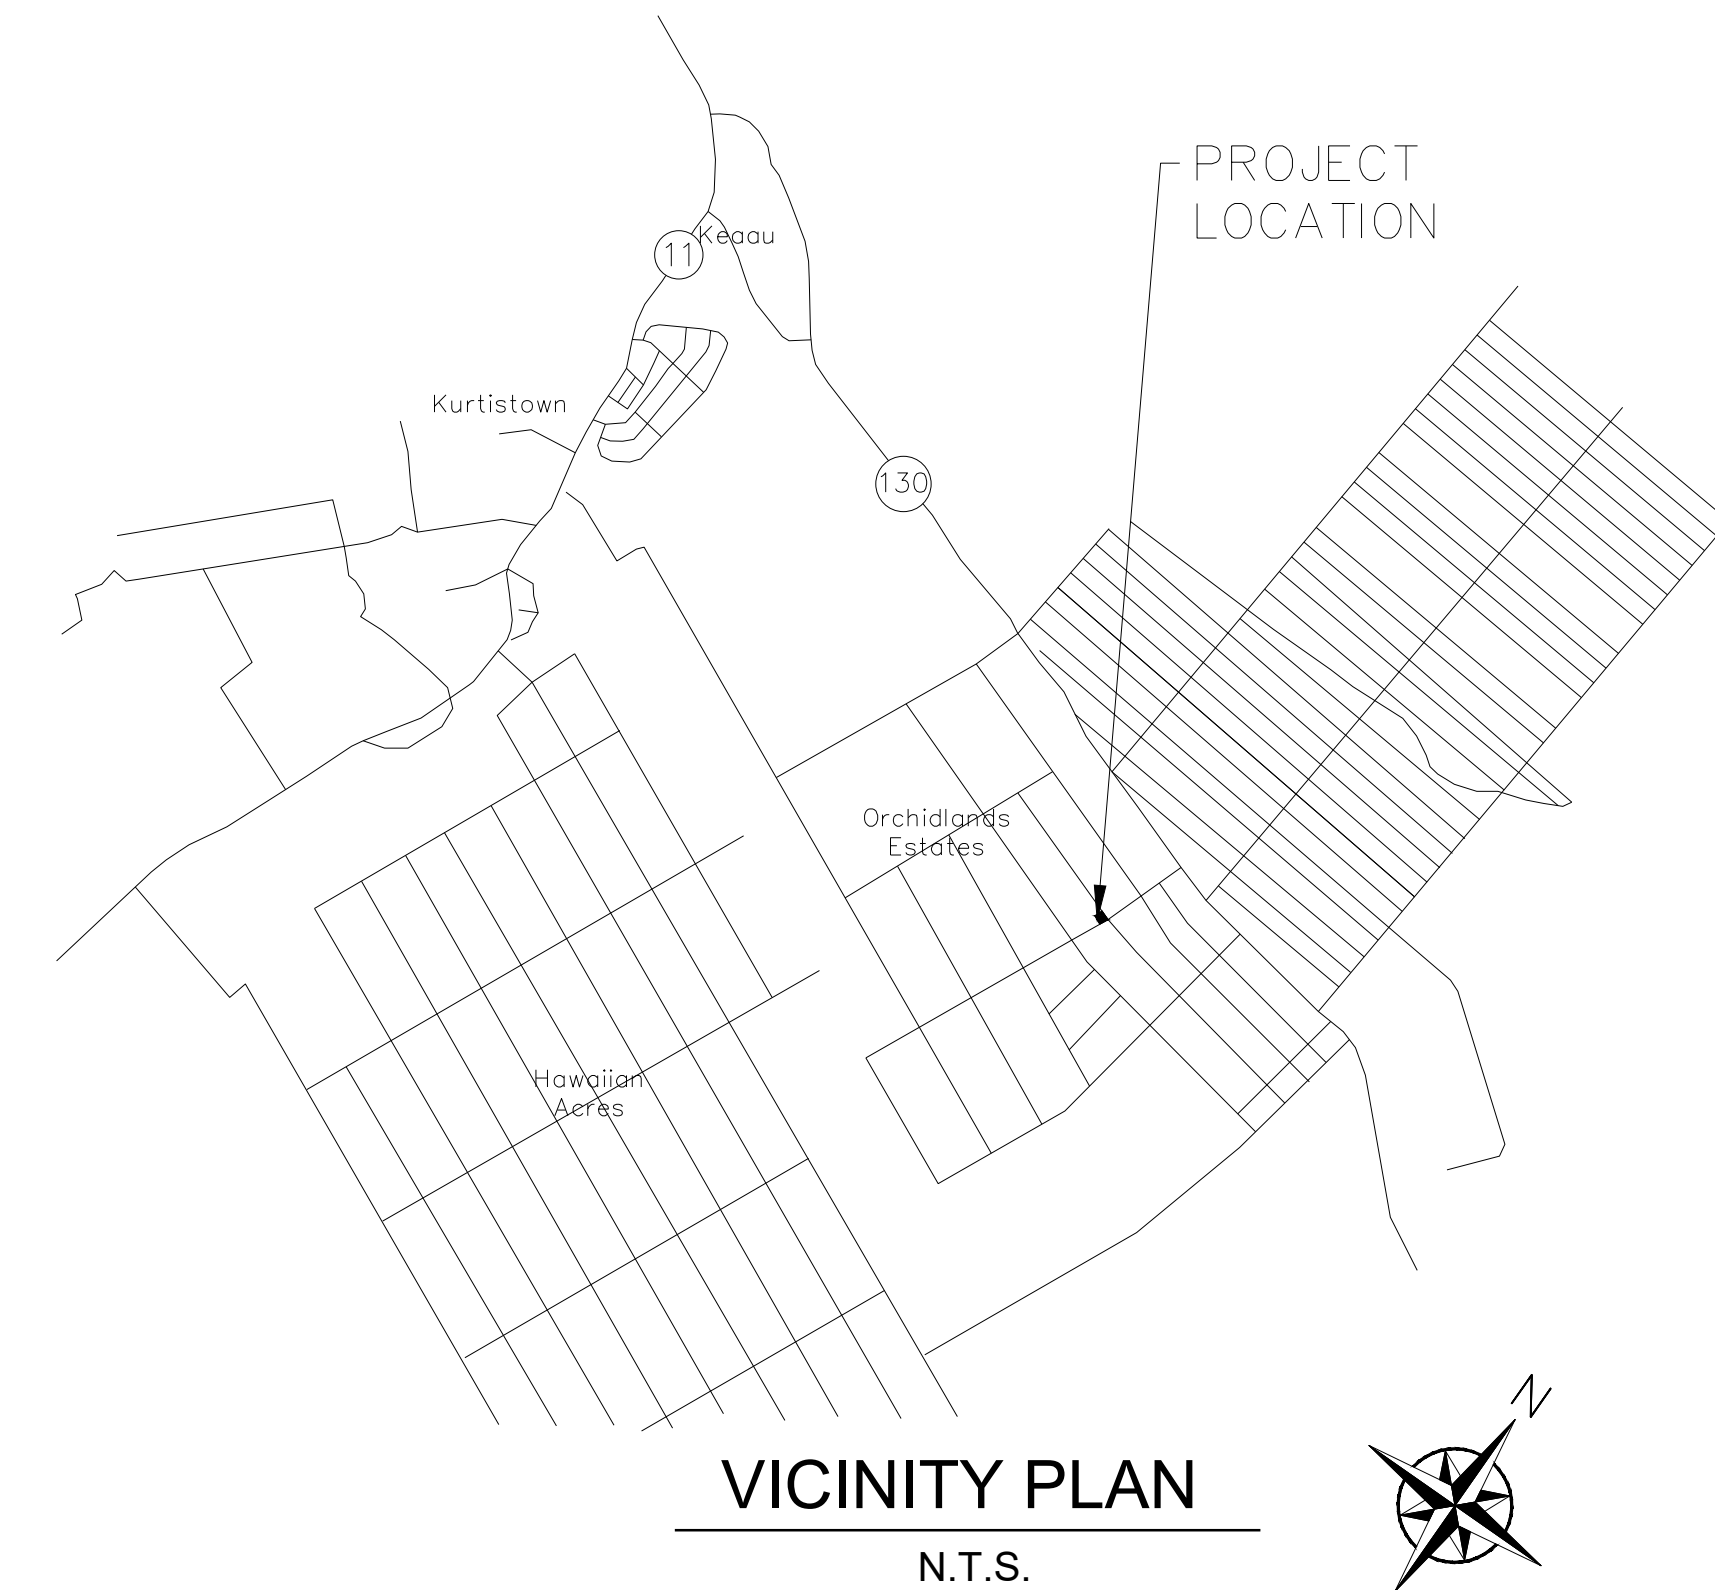 PROJECT
LOCATION
11
Keaau
Kurtistown
130
Orchidlands
Estates
Hawaiian
Acres
N
VICINITY PLAN
N.T.S.